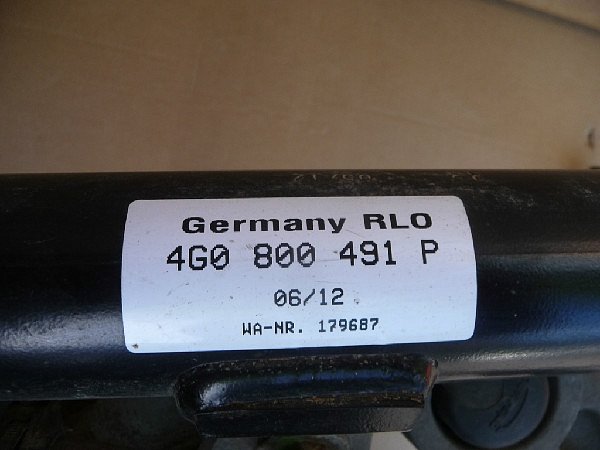 Germany RLO
4G0 800 491 P
06/12
WA-NR. 179687